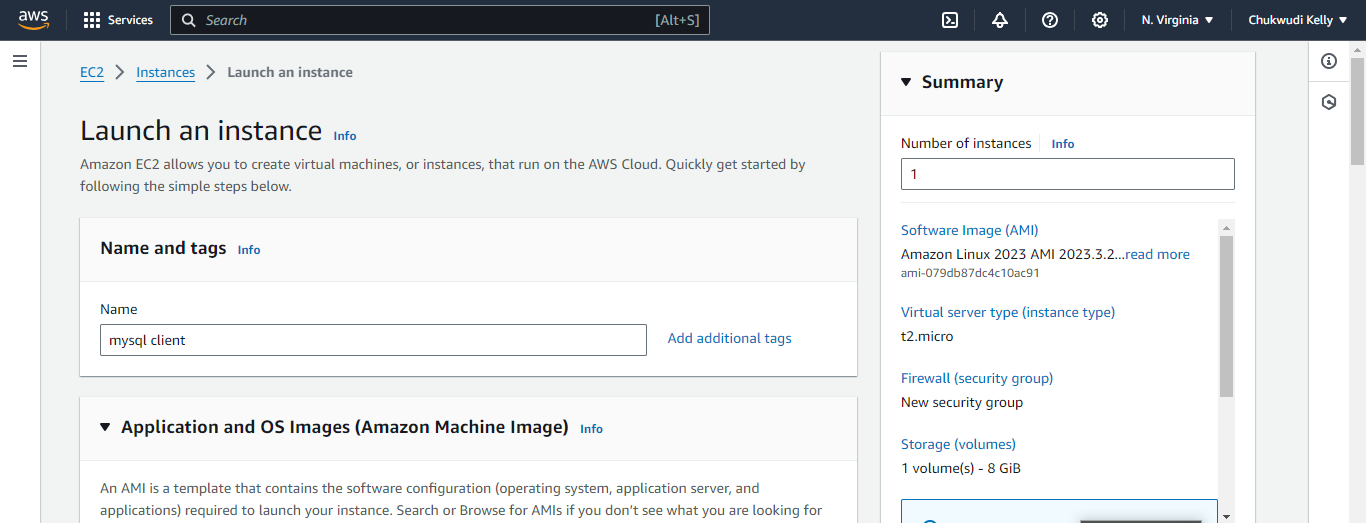 aws Services Search [Alt+S] N. Virginia Chukwudi Kelly
EC2 Instances Launch an instance
Launch an instance Info
Amazon EC2 allows you to create virtual machines, or instances, that run on the AWS Cloud. Quickly get started by
following the simple steps below.
Name and tags Info
Name
mysql client
Add additional tags
Application and OS Images (Amazon Machine Image) Info
An AMI is a template that contains the software configuration (operating system, application server, and
applications) required to launch your instance. Search or Browse for AMIs if you don't see what you are looking for
Summary
Number of instances Info
1
Software Image (AMI)
Amazon Linux 2023 AMI 2023.3.2...read more
ami-079db87dc4c10ac91
Virtual server type (instance type)
t2.micro
Firewall (security group)
New security group
Storage (volumes)
1 volume(s) - 8 GiB